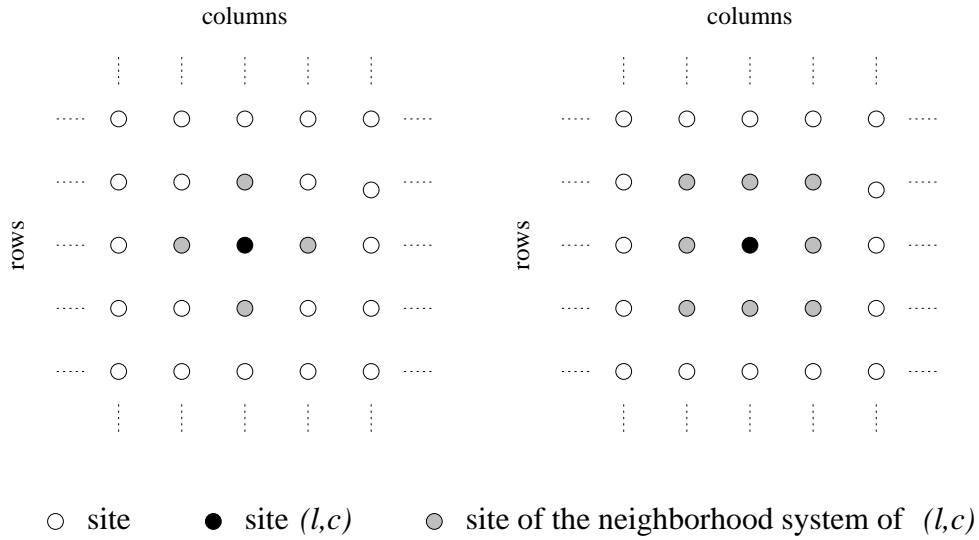 columns
columns
rows
rows
site
site (l,c)
site of the neighborhood system of (l,c)